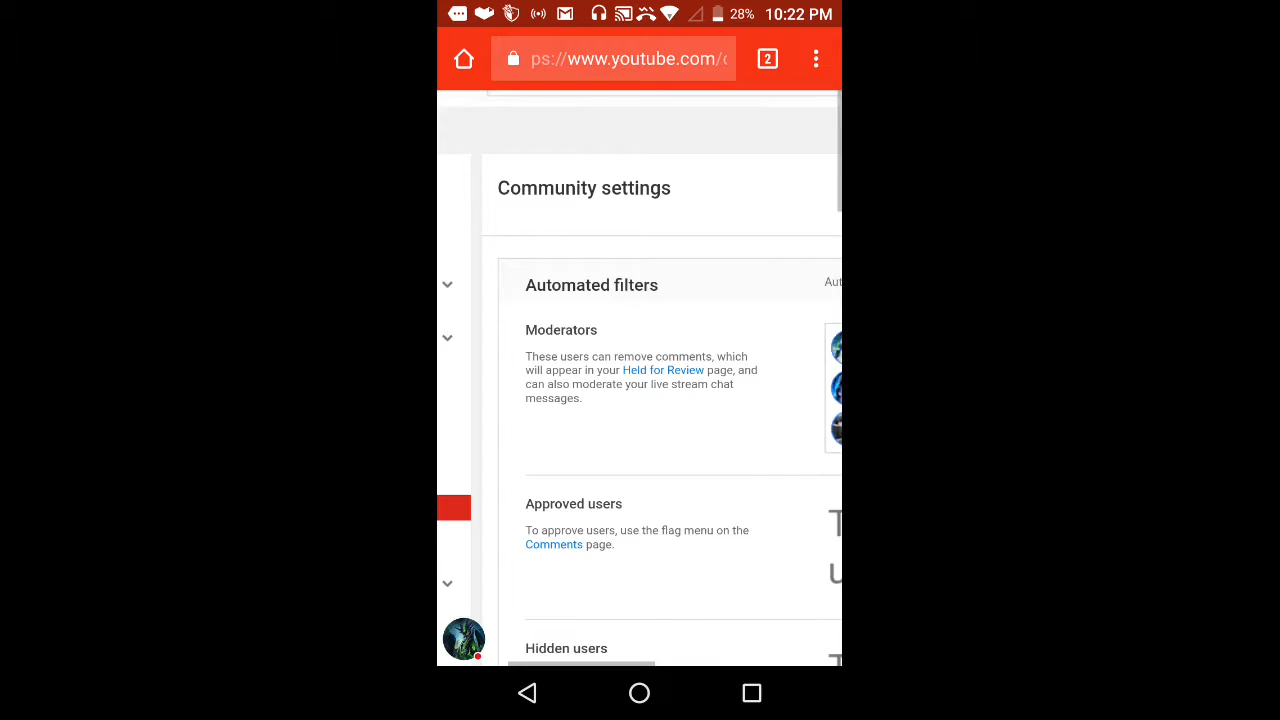 28% 10:22 PM
ps://www.youtube.com/c
2
Community settings
Automated filters
Aut
Moderators
These users can remove comments, which
will appear in your Held for Review page, and
can also moderate your live stream chat
messages.
Approved users
To approve users, use the flag menu on the
Comments page.
T
u
Hidden users